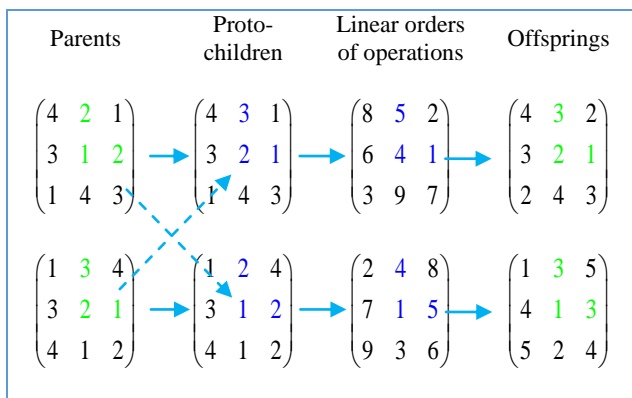 Parents Proto- Linear orders Offsprings
children of operations
4 2 1 4 3 1 8 5 2 4 3 2
3 1 2 3 2 1 6 4 1 3 2 1
1 4 3 1 4 3 3 9 7 2 4 3
1 3 4 1 2 4 2 4 8 1 3 5
3 2 1 3 1 2 7 1 5 4 1 3
4 1 2 4 1 2 9 3 6 5 2 4